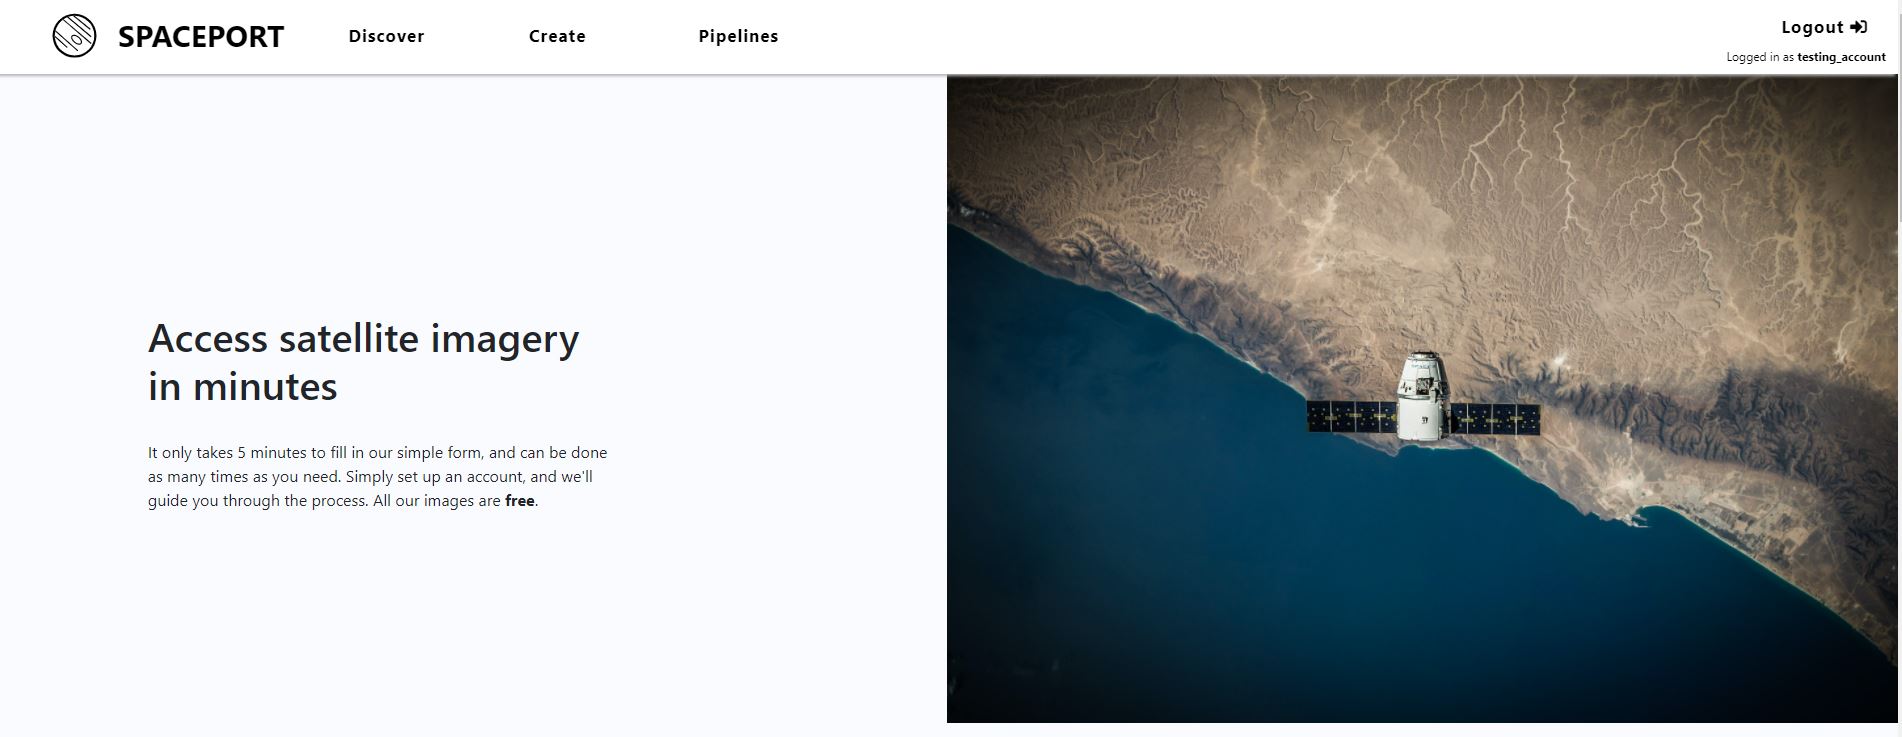 SPACEPORT
Discover
Create
Pipelines
Logout
Logged in as testing_account
Access satellite imagery
in minutes
It only takes 5 minutes to fill in our simple form, and can be done
as many times as you need. Simply set up an account, and we'll
guide you through the process. All our images are free.